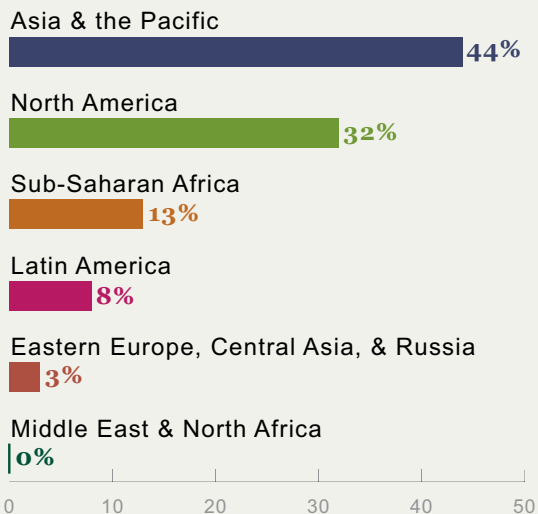 Asia & the Pacific
44%
North America
32%
Sub-Saharan Africa
13%
Latin America
8%
Eastern Europe, Central Asia, & Russia
3%
Middle East & North Africa
0%
0 10 20 30 40 50